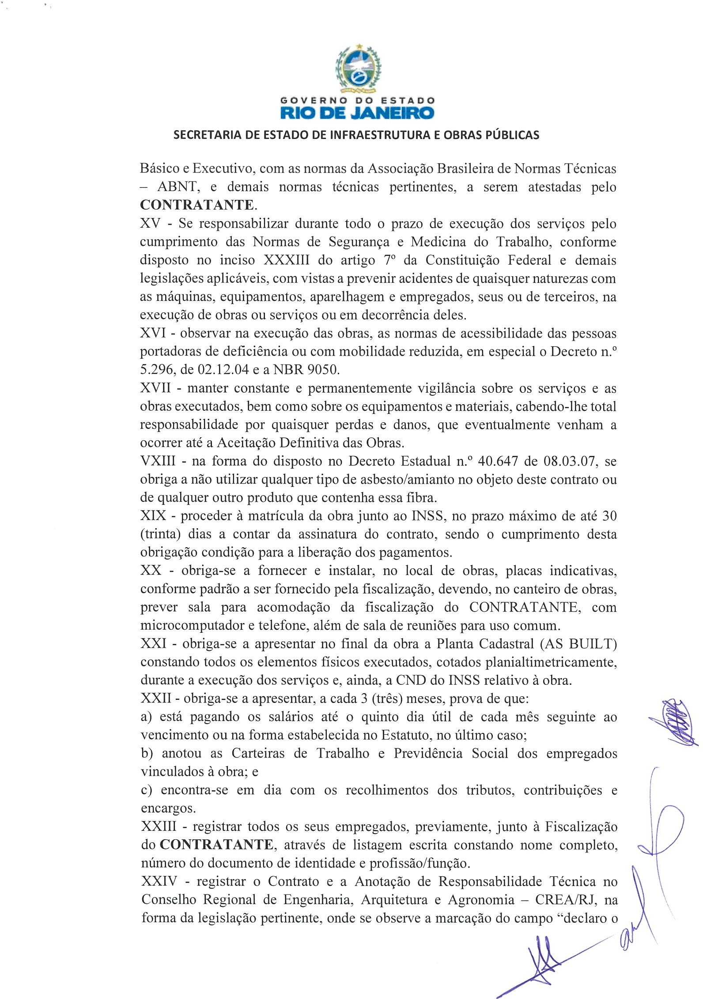 GOVERNO DO ESTADO
RIO DE JANEIRO
SECRETARIA DE ESTADO DE INFRAESTRUTURA E OBRAS PÚBLICAS
Básico e Executivo, com as normas da Associação Brasileira de Normas Técnicas
– ABNT, e demais normas técnicas pertinentes, a serem atestadas pelo
CONTRATANTE.
XV - Se responsabilizar durante todo o prazo de execução dos serviços pelo
cumprimento das Normas de Segurança e Medicina do Trabalho, conforme
disposto no inciso XXXIII do artigo 7º da Constituição Federal e demais
legislações aplicáveis, com vistas a prevenir acidentes de quaisquer naturezas com
as máquinas, equipamentos, aparelhagem e empregados, seus ou de terceiros, na
execução de obras ou serviços ou em decorrência deles.
XVI - observar na execução das obras, as normas de acessibilidade das pessoas
portadoras de deficiência ou com mobilidade reduzida, em especial o Decreto n.º
5.296, de 02.12.04 e a NBR 9050.
XVII - manter constante e permanentemente vigilância sobre os serviços e as
obras executados, bem como sobre os equipamentos e materiais, cabendo-lhe total
responsabilidade por quaisquer perdas e danos, que eventualmente venham a
ocorrer até a Aceitação Definitiva das Obras.
VXIII - na forma do disposto no Decreto Estadual n.º 40.647 de 08.03.07, se
obriga a não utilizar qualquer tipo de asbesto/amianto no objeto deste contrato ou
de qualquer outro produto que contenha essa fibra.
XIX - proceder à matrícula da obra junto ao INSS, no prazo máximo de até 30
(trinta) dias a contar da assinatura do contrato, sendo o cumprimento desta
obrigação condição para a liberação dos pagamentos.
XX - obriga-se a fornecer e instalar, no local de obras, placas indicativas,
conforme padrão a ser fornecido pela fiscalização, devendo, no canteiro de obras,
prever sala para acomodação da fiscalização do CONTRATANTE, com
microcomputador e telefone, além de sala de reuniões para uso comum.
XXI - obriga-se a apresentar no final da obra a Planta Cadastral (AS BUILT)
constando todos os elementos físicos executados, cotados planialtimetricamente,
durante a execução dos serviços e, ainda, a CND do INSS relativo à obra.
XXII - obriga-se a apresentar, a cada 3 (três) meses, prova de que:
a) está pagando os salários até o quinto dia útil de cada mês seguinte ao
vencimento ou na forma estabelecida no Estatuto, no último caso;
b) anotou as Carteiras de Trabalho e Previdência Social dos empregados
vinculados à obra; e
c) encontra-se em dia com os recolhimentos dos tributos, contribuições e
encargos.
XXIII - registrar todos os seus empregados, previamente, junto à Fiscalização
do CONTRATANTE, através de listagem escrita constando nome completo,
número do documento de identidade e profissão/função.
XXIV - registrar o Contrato e a Anotação de Responsabilidade Técnica no
Conselho Regional de Engenharia, Arquitetura e Agronomia – CREA/RJ, na
forma da legislação pertinente, onde se observe a marcação do campo “declaro o